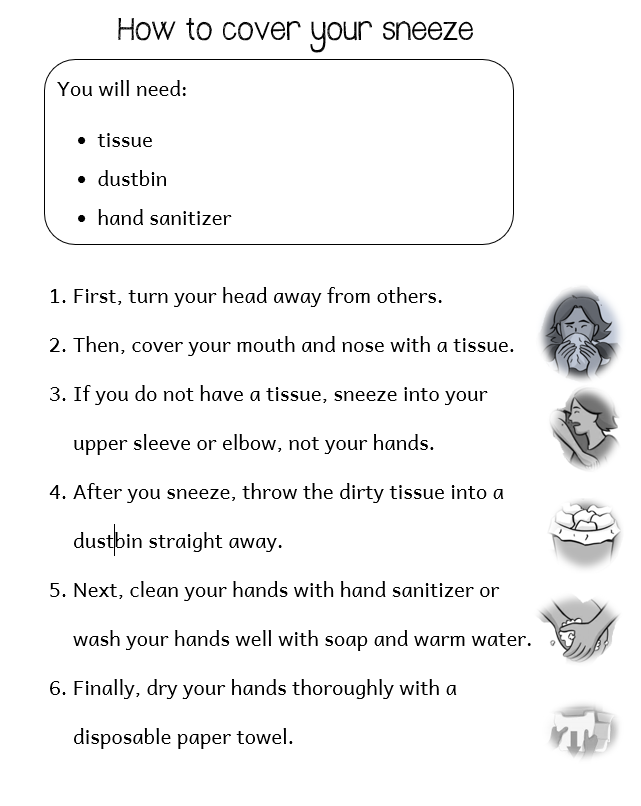 How to cover your sneeze
You will need:
• tissue
• dustbin
• hand sanitizer
1. First, turn your head away from others.
2. Then, cover your mouth and nose with a tissue.
3. If you do not have a tissue, sneeze into your
upper sleeve or elbow, not your hands.
4. After you sneeze, throw the dirty tissue into a
dustbin straight away.
5. Next, clean your hands with hand sanitizer or
wash your hands well with soap and warm water.
6. Finally, dry your hands thoroughly with a
disposable paper towel.